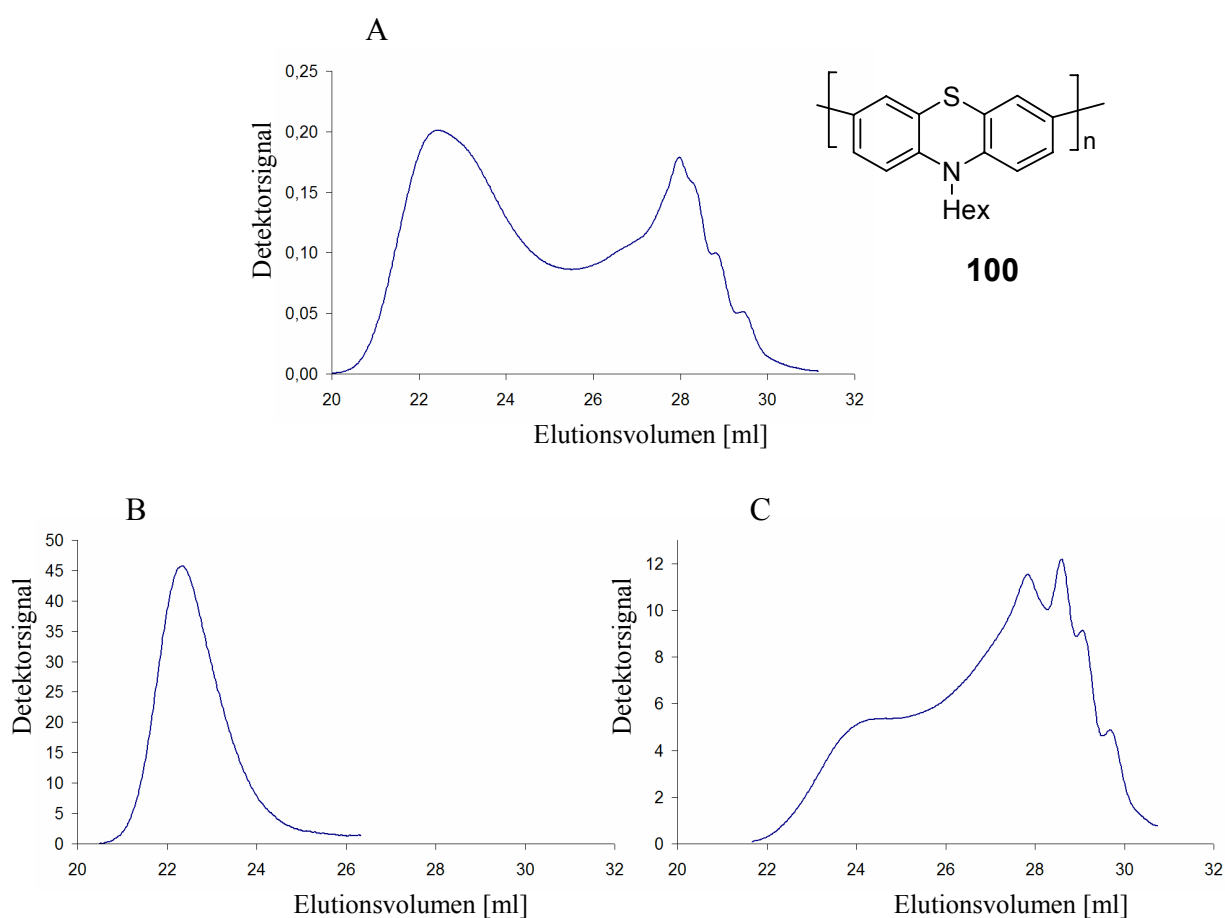 A
Detektorsignal
0,25
0,20
0,15
0,10
0,05
0,00
20 22 24 26 28 30 32
Elutionsvolumen [ml]
S
N
Hex
n
100
B
Detektorsignal
50
45
40
35
30
25
20
15
10
5
0
20 22 24 26 28 30 32
Elutionsvolumen [ml]
C
Detektorsignal
12
10
8
6
4
2
0
20 22 24 26 28 30 32
Elutionsvolumen [ml]